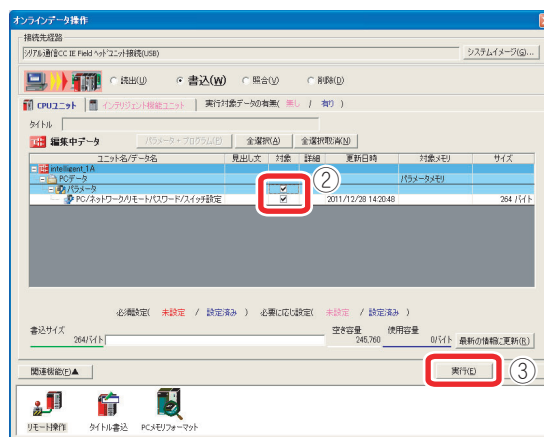 オンラインデータ操作
接続先経路
シリアル通信CC IE Field ヘッドユニット接続(USB)
システムイメージ(G)...
読出(U) 書込(W) 照合(V) 削除(D)
CPUユニット インテリジェント機能ユニット 実行対象データの有無( 無し / 有り )
タイトル
編集中データ パラメータ+プログラム(P) 全選択(A) 全選択取消(N)
ユニット名/データ名 見出し文 対象 詳細 更新日時 対象メモリ サイズ
intelligent_1A
PCデータ パラメータメモリ
パラメータ
PC/ネットワーク/リモートパスワード/スイッチ設定 2011/12/28 14:20:48 264 バイト
②
必須設定( 未設定 / 設定済み ) 必要に応じ設定( 未設定 / 設定済み )
書込サイズ 空き容量 使用容量
264バイト 245,760 0バイト 最新の情報に更新(R)
関連機能(F)▲ 実行(E) ③
リモート操作 タイトル書込 PCメモリフォーマット